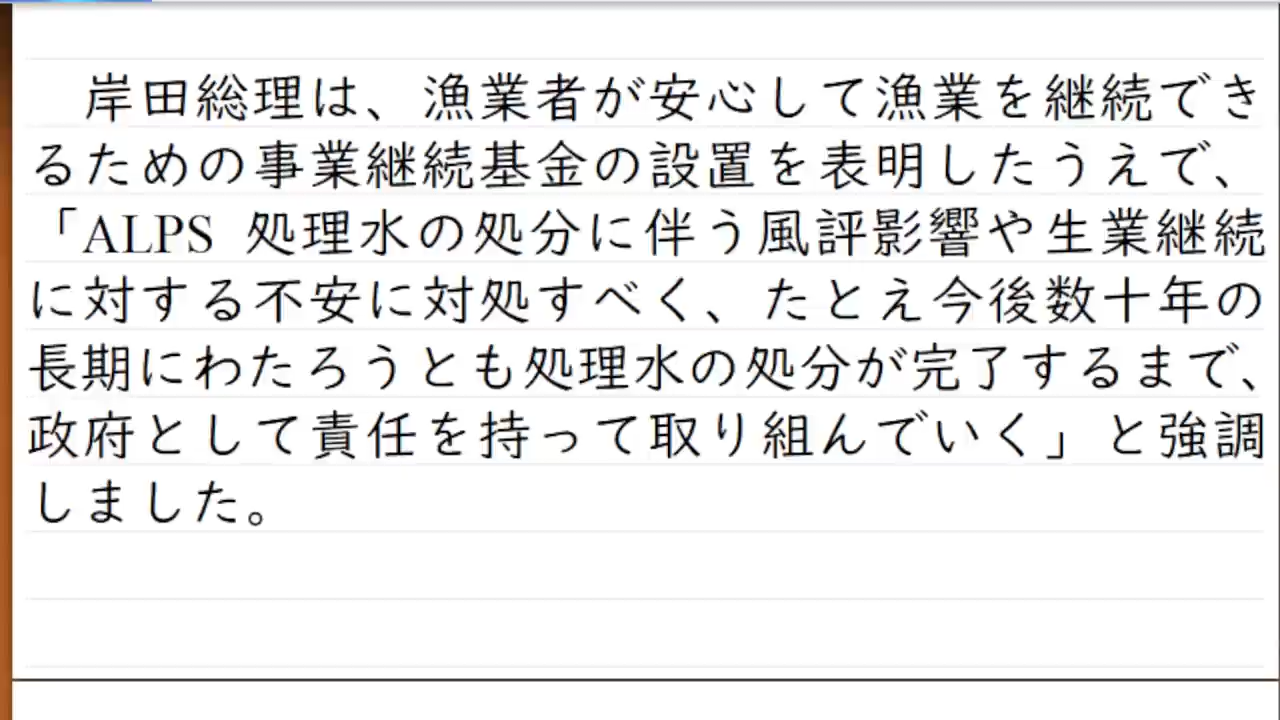 岸田総理は、漁業者が安心して漁業を継続でき
るための事業継続基金の設置を表明したうえで、
「ALPS 処理水の処分に伴う風評影響や生業継続
に対する不安に対処すべく、たとえ今後数十年の
長期にわたろうとも処理水の処分が完了するまで、
政府として責任を持って取り組んでいく」と強調
しました。